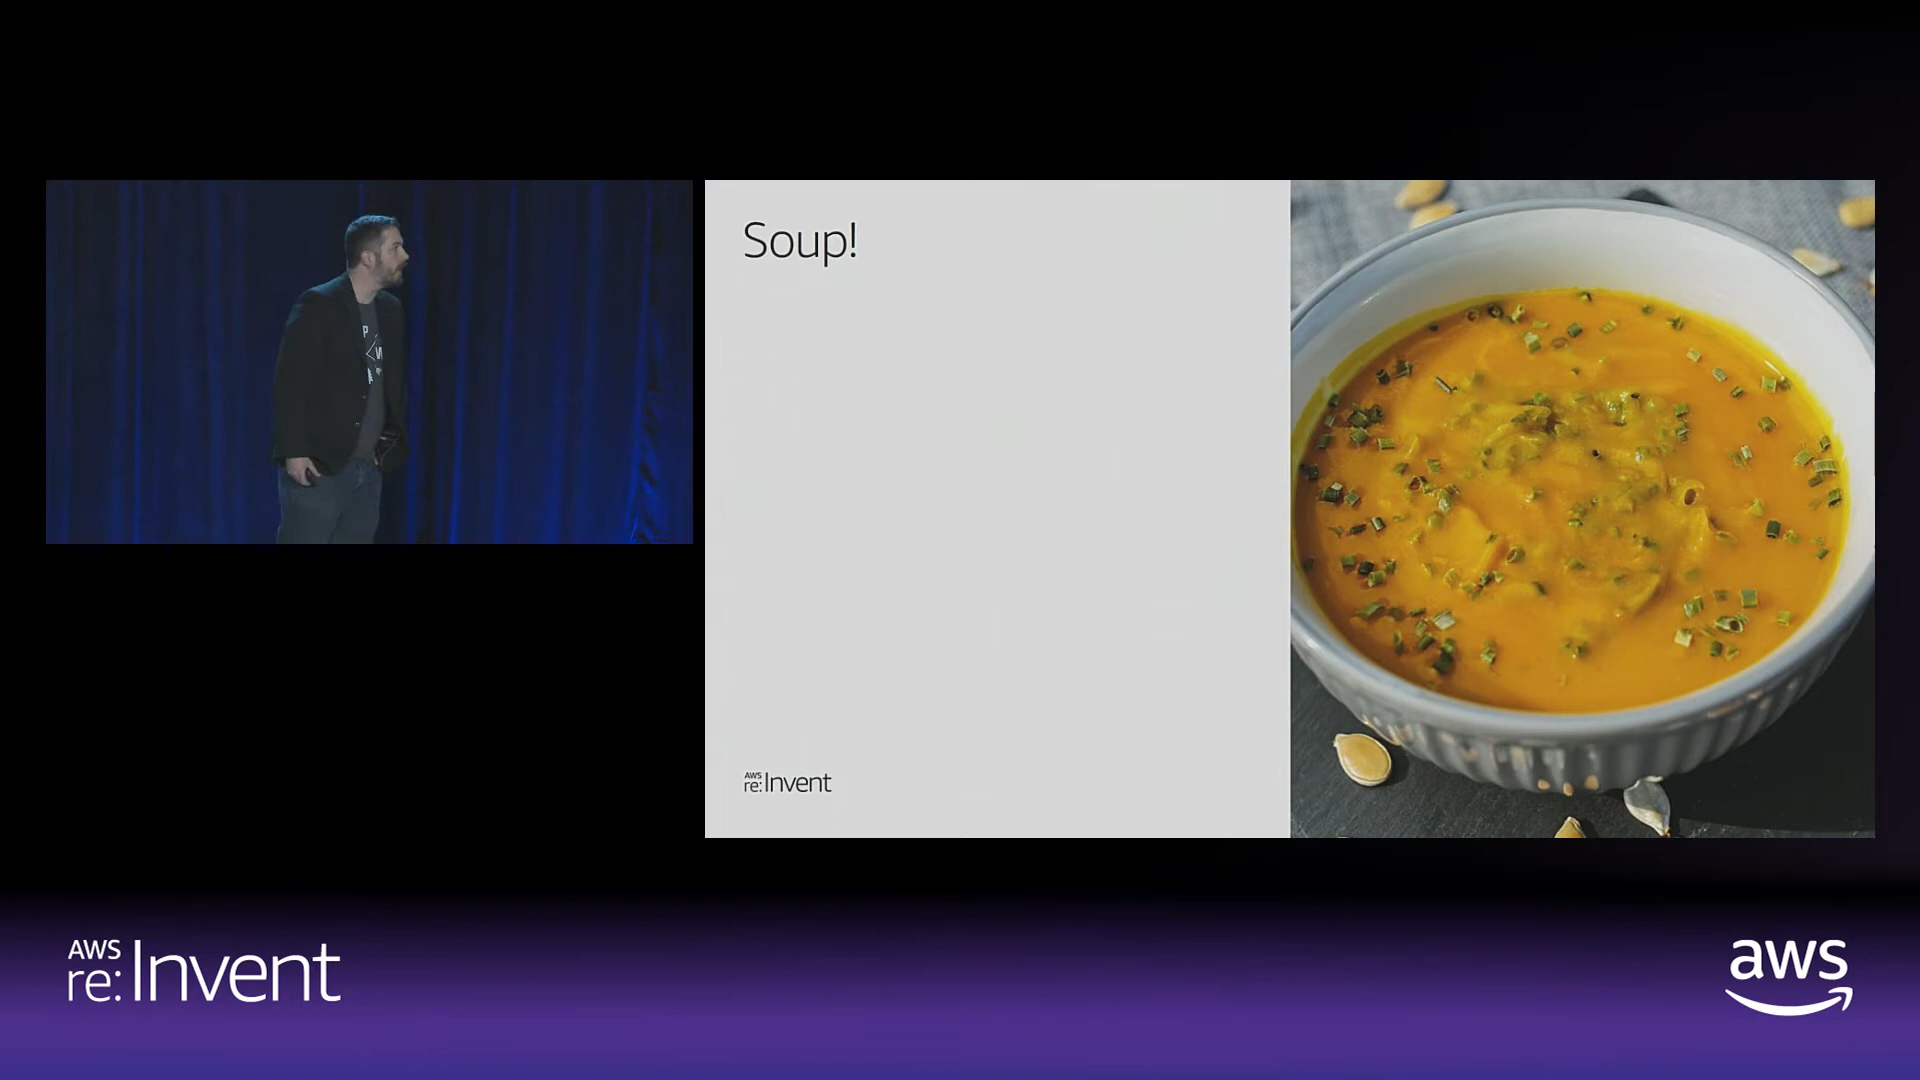 Soup!
AWS
re:Invent
AWS
re:Invent
aws